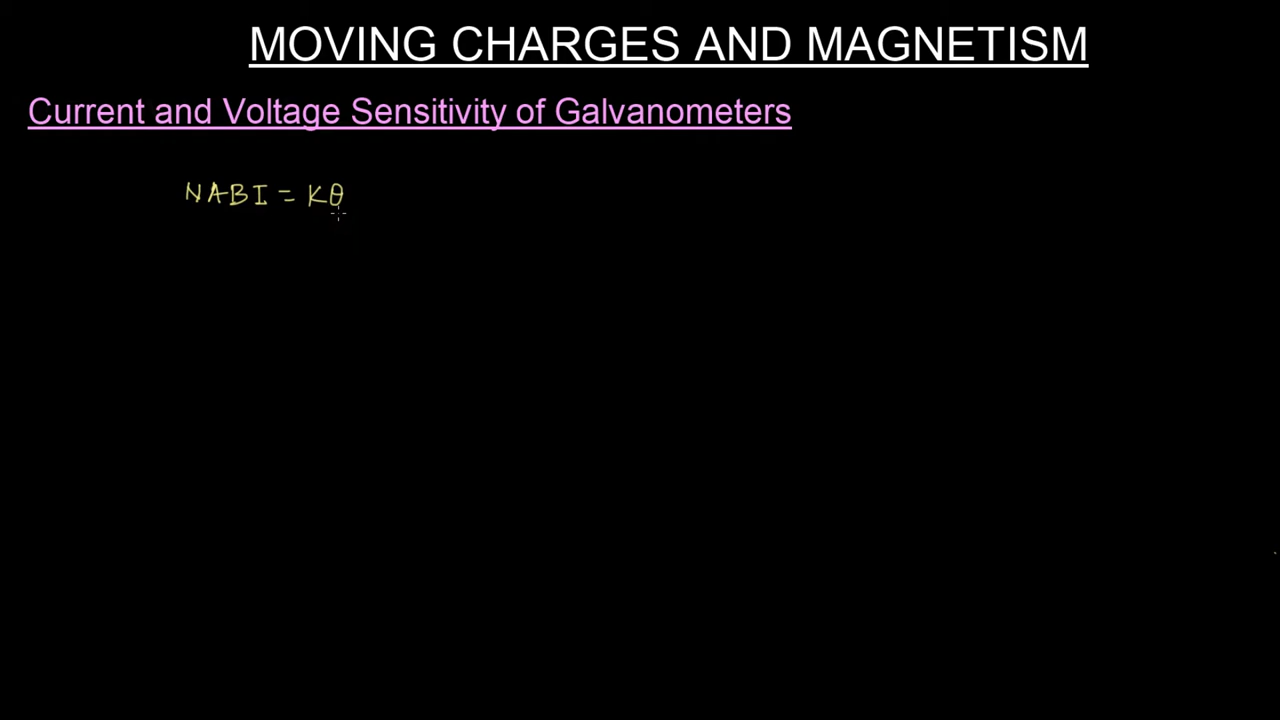 MOVING CHARGES AND MAGNETISM
Current and Voltage Sensitivity of Galvanometers
NABI = Kθ